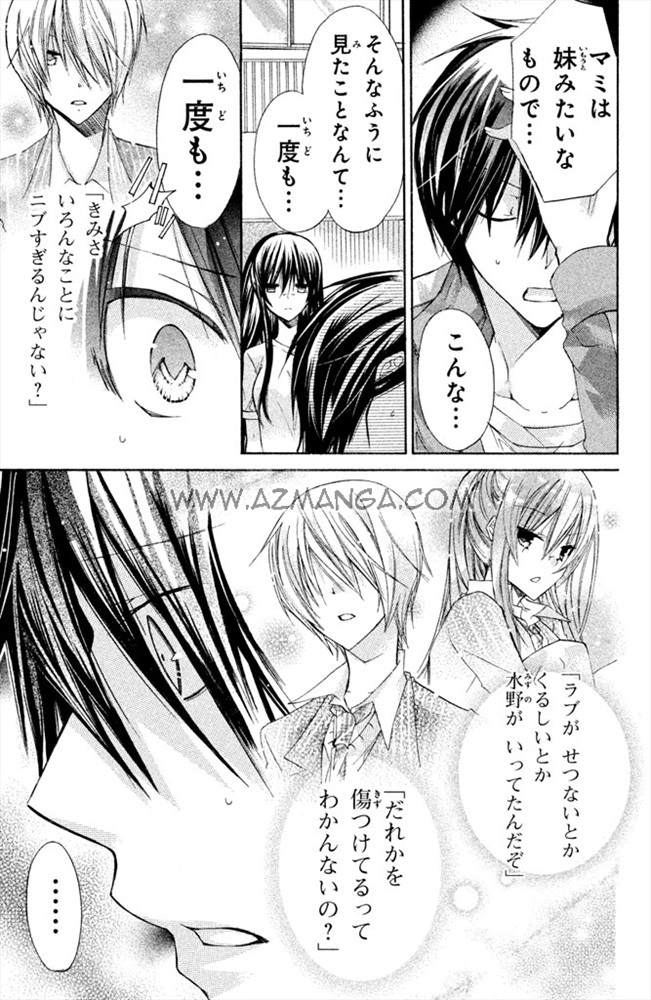 マミは
妹みたいな
もので…
こんな…
そんなふうに
見たことなんて…
一度も…
一度も…
「きみさ
いろんなことに
ニブすぎるんじゃない?」
WWW.AZMANGA.COM
「ラブが せつないとか
くるしいとか
水野が いってたんだぞ」
「だれかを
傷つけてるって
わかんないの?」
……